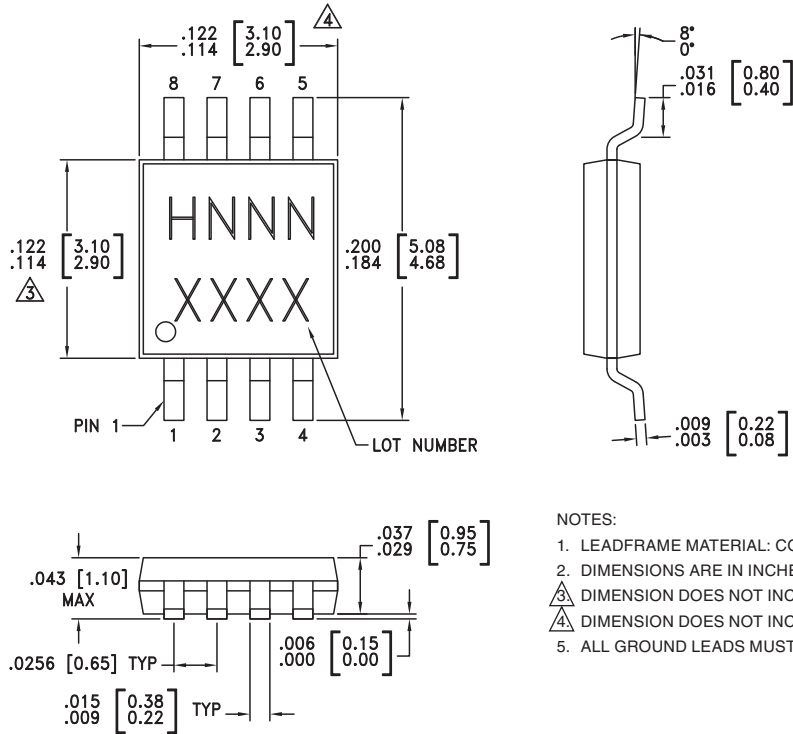 4
.122 [3.10]
.114 [2.90]
8 7 6 5
HNNN
XXXX
.122 [3.10]
.114 [2.90]
3
.200 [5.08]
.184 [4.68]
PIN 1
1 2 3 4
LOT NUMBER
8°
0°
.031 [0.80]
.016 [0.40]
.009 [0.22]
.003 [0.08]
.037 [0.95]
.029 [0.75]
.043 [1.10]
MAX
.0256 [0.65] TYP
.006 [0.15]
.000 [0.00]
.015 [0.38]
.009 [0.22]
TYP
NOTES:
1. LEADFRAME MATERIAL:
2. DIMENSIONS ARE IN
3. DIMENSION DOES NOT
4. DIMENSION DOES NOT
5. ALL GROUND LEADS MUST